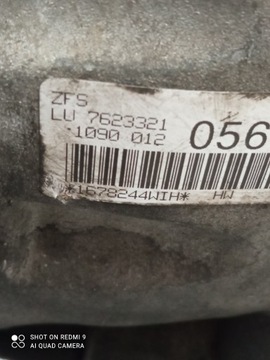 ZFS
LU 7623321
1090 012
056
*1678244WIH* HW
SHOT ON REDMI 9
AI QUAD CAMERA